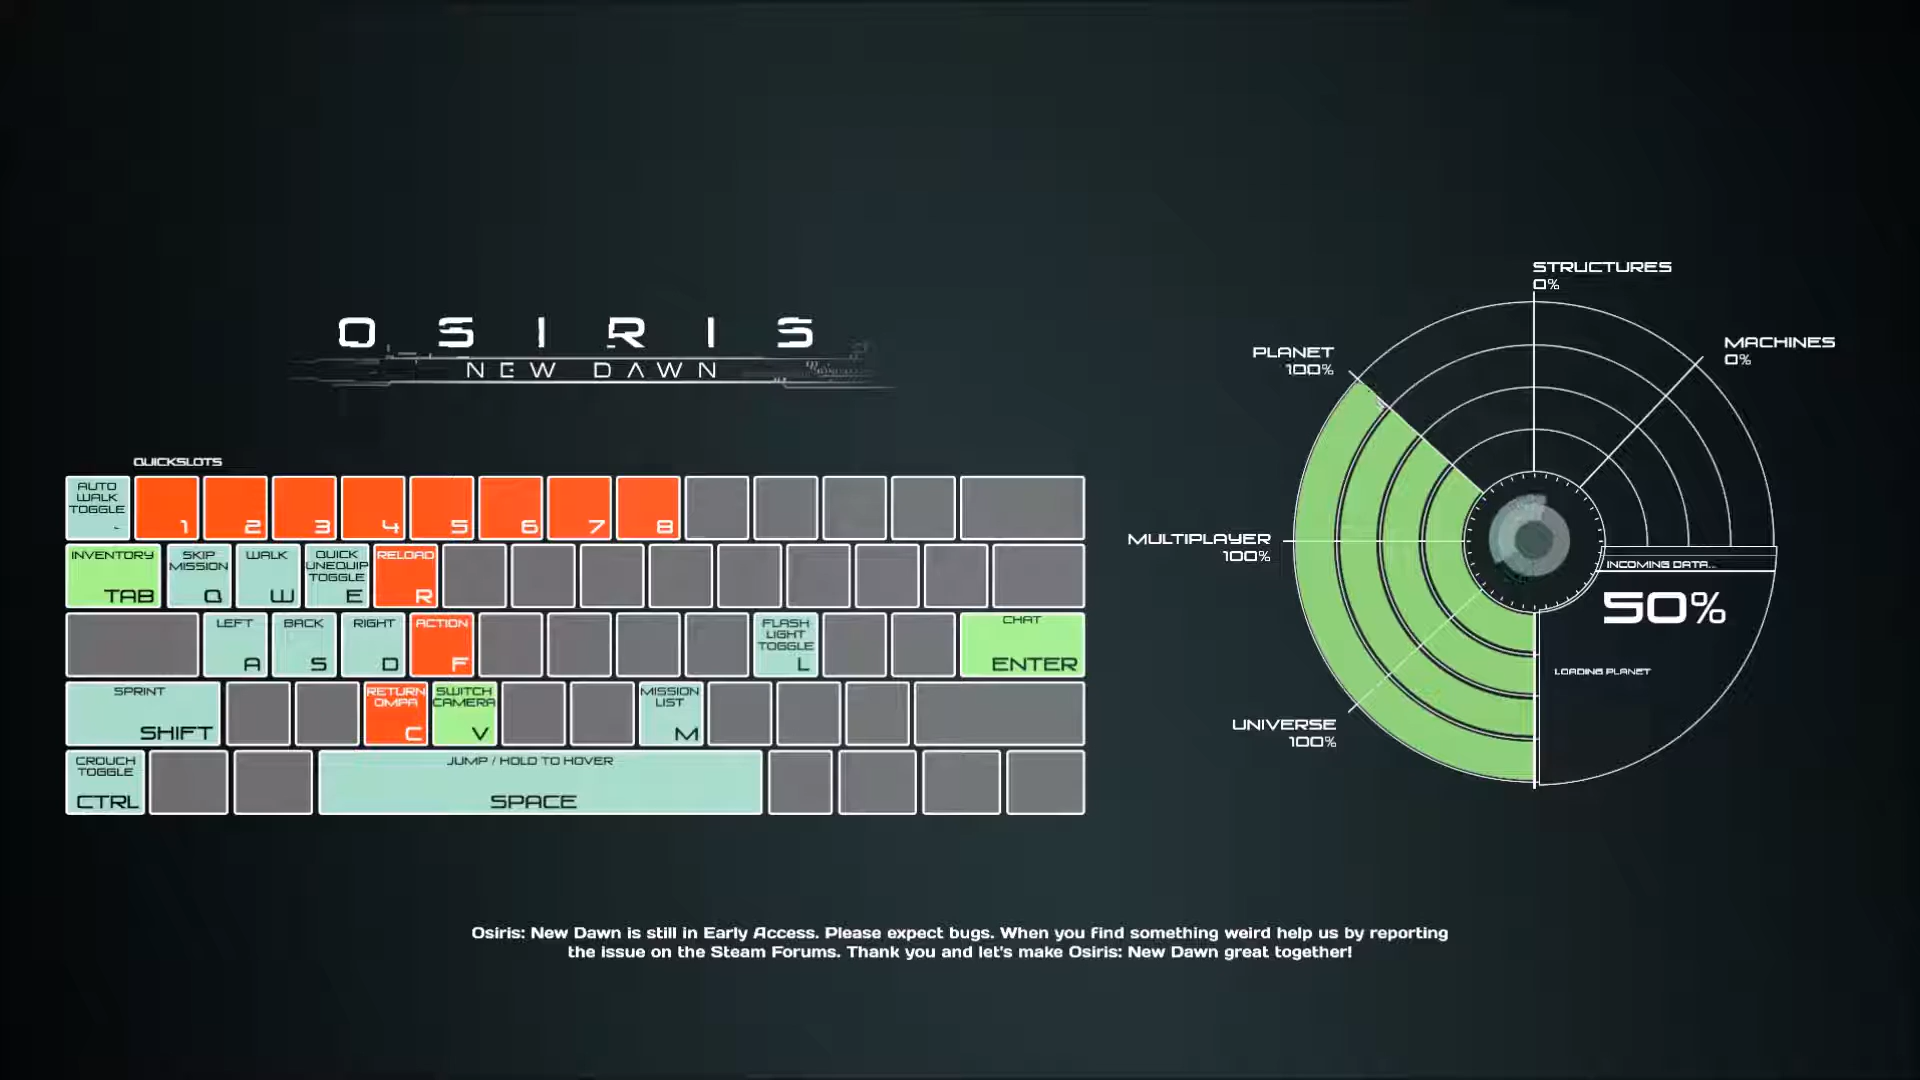 OSIRIS
NEW DAWN
QUICKSLOTS
AUTO
WALK
TOGGLE
1
2
3
4
5
6
7
8
INVENTORY
TAB
SKIP
MISSION
Q
WALK
W
QUICK
UNEQUIP
TOGGLE
E
RELOAD
R
LEFT
A
BACK
S
RIGHT
D
ACTION
F
FLASH
LIGHT
TOGGLE
L
CHAT
ENTER
SPRINT
SHIFT
RETURN
OMPA
C
SWITCH
CAMERA
V
MISSION
LIST
M
CROUCH
TOGGLE
CTRL
JUMP / HOLD TO HOVER
SPACE
STRUCTURES
0%
MACHINES
0%
PLANET
100%
MULTIPLAYER
100%
UNIVERSE
100%
INCOMING DATA...
50%
LOADING PLANET
Osiris: New Dawn is still in Early Access. Please expect bugs. When you find something weird help us by reporting
the issue on the Steam Forums. Thank you and let's make Osiris: New Dawn great together!